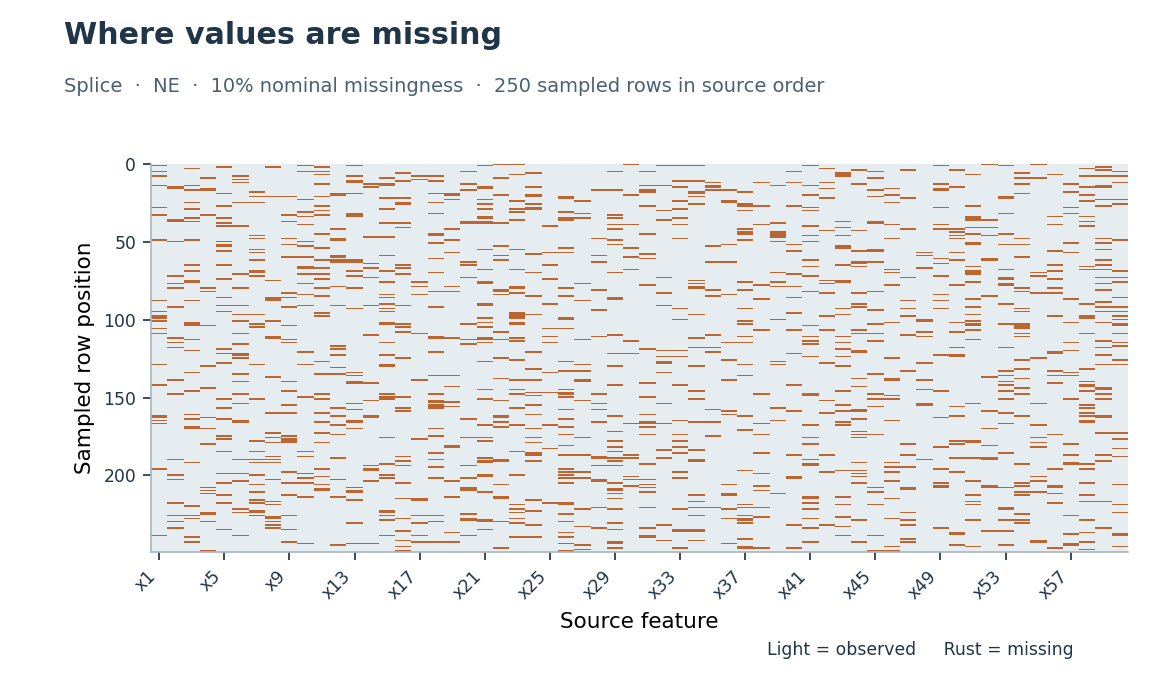 Where values are missing
Splice · NE · 10% nominal missingness · 250 sampled rows in source order
0
50
100
150
200
Sampled row position
x1 x5 x9 x13 x17 x21 x25 x29 x33 x37 x41 x45 x49 x53 x57
Source feature
Light = observed Rust = missing